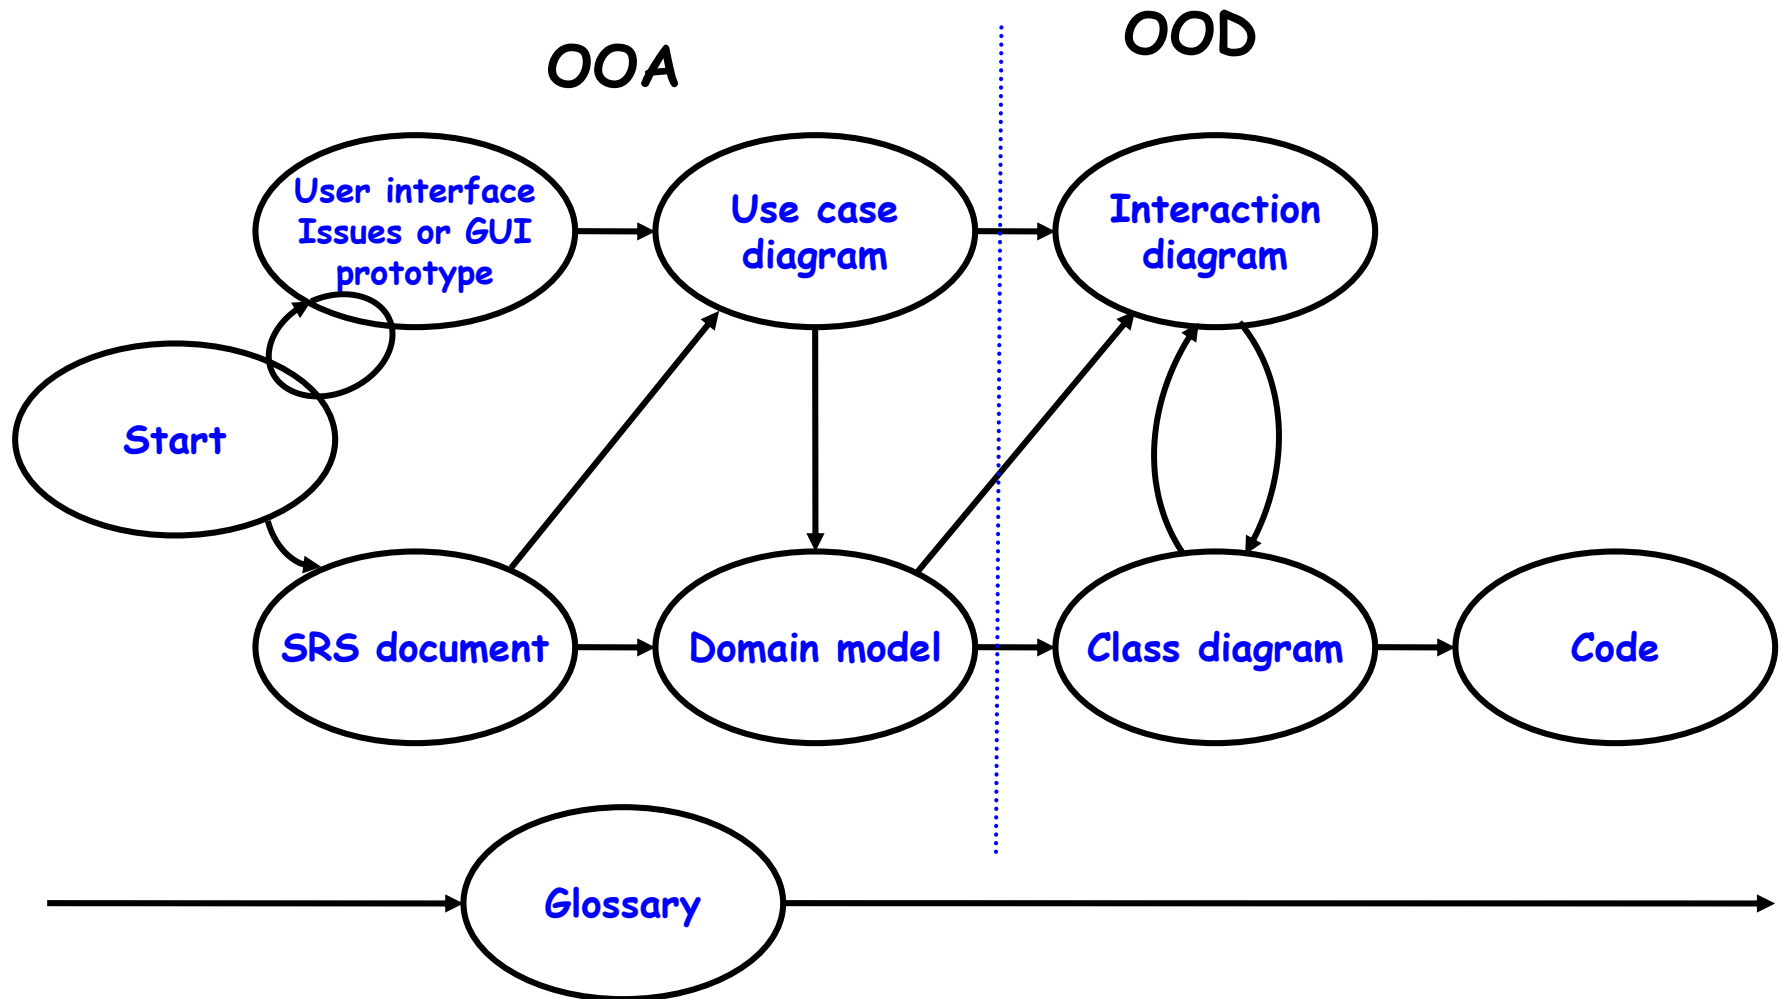 OOA
OOD
User interface
Issues or GUI
prototype
Use case
diagram
Interaction
diagram
Start
SRS document
Domain model
Class diagram
Code
Glossary